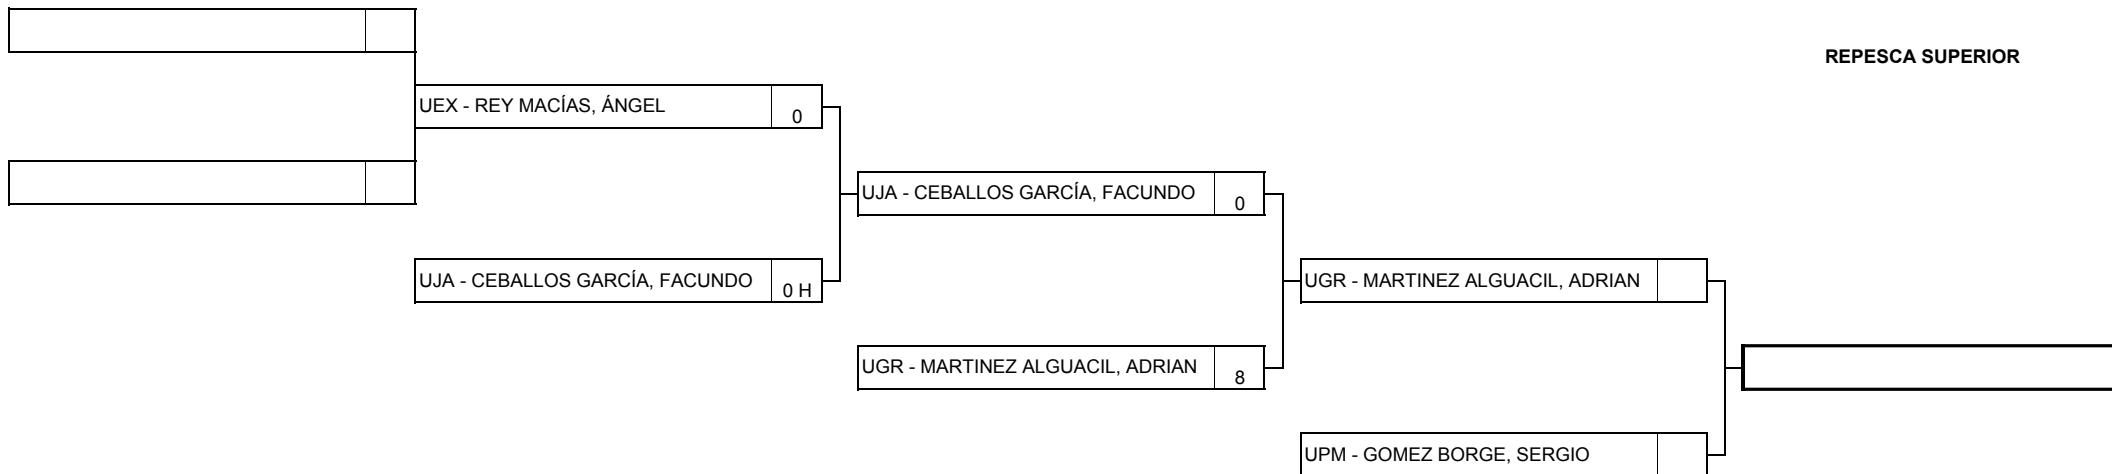 REPESCA SUPERIOR
UEX - REY MACÍAS, ÁNGEL 0
UJA - CEBALLOS GARCÍA, FACUNDO 0
UJA - CEBALLOS GARCÍA, FACUNDO 0 H
UGR - MARTINEZ ALGUACIL, ADRIAN
UGR - MARTINEZ ALGUACIL, ADRIAN 8
UPM - GOMEZ BORGE, SERGIO